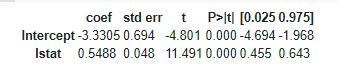 coef std err t P>|t| [0.025 0.975]
Intercept -3.3305 0.694 -4.801 0.000 -4.694 -1.968
lstat 0.5488 0.048 11.491 0.000 0.455 0.643